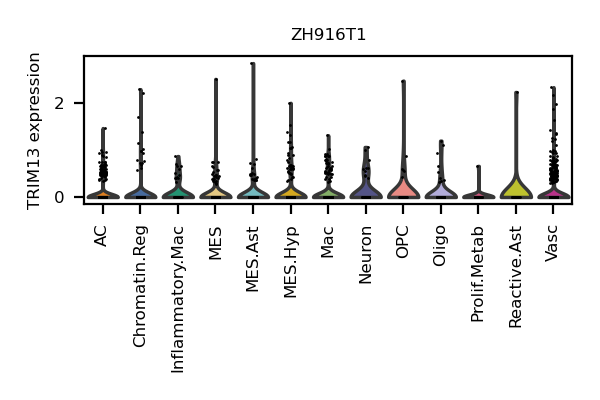 ZH916T1
TRIM13 expression
2
0
AC
Chromatin.Reg
Inflammatory.Mac
MES
MES.Ast
MES.Hyp
Mac
Neuron
OPC
Oligo
Prolif.Metab
Reactive.Ast
Vasc